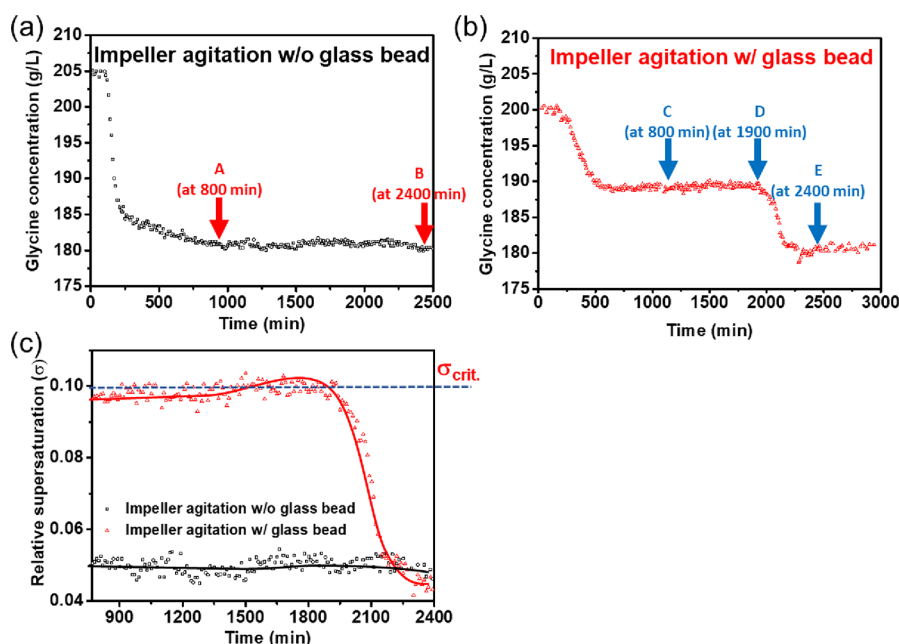 (a)
Impeller agitation w/o glass bead
Glycine concentration (g/L)
210
205
200
195
190
185
180
175
A
(at 800 min)
B
(at 2400 min)
0
500
1000
1500
2000
2500
Time (min)
(b)
Impeller agitation w/ glass bead
Glycine concentration (g/L)
210
205
200
195
190
185
180
175
C
(at 800 min)
D
(at 1900 min)
E
(at 2400 min)
0
500
1000
1500
2000
2500
3000
Time (min)
(c)
Relative supersaturation (σ)
0.10
0.08
0.06
0.04
σcrit.
Impeller agitation w/o glass bead
Impeller agitation w/ glass bead
900
1200
1500
1800
2100
2400
Time (min)